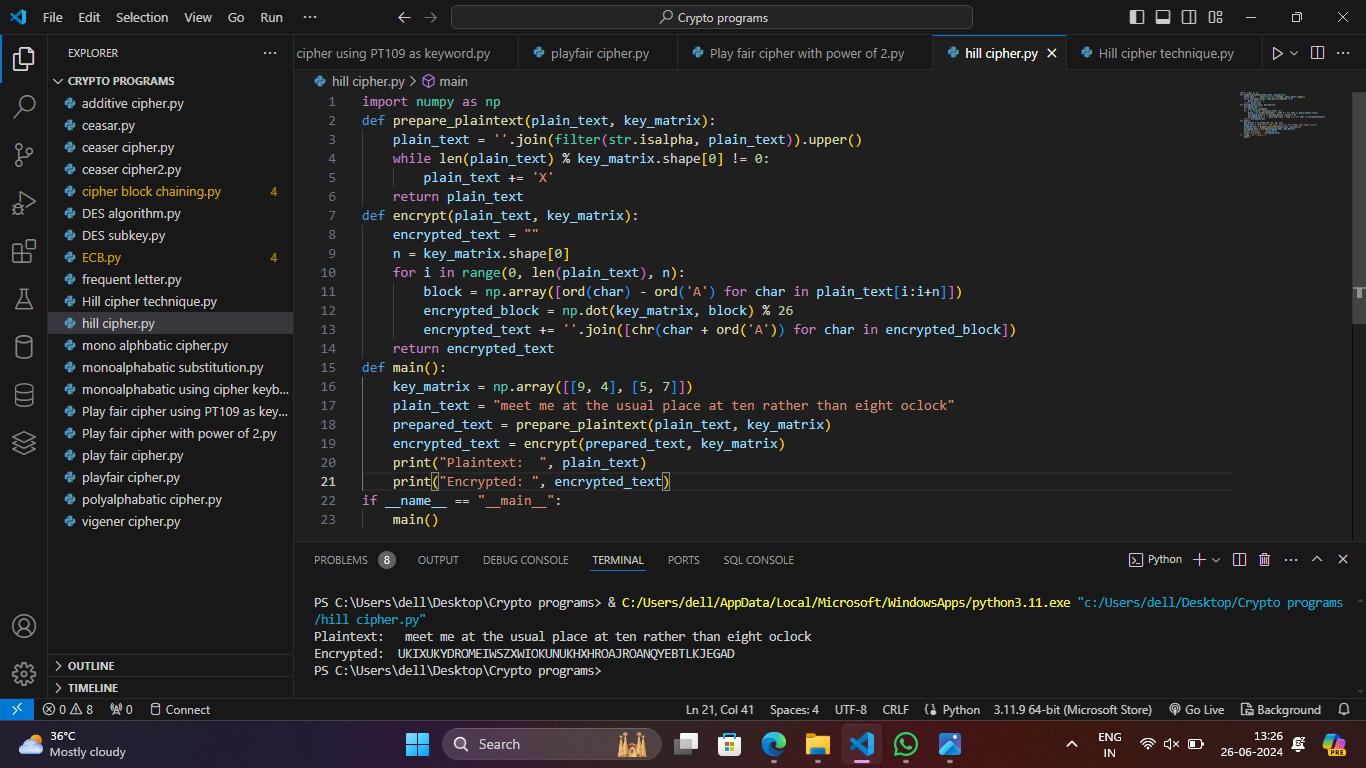 File Edit Selection View Go Run ··· Crypto programs
EXPLORER ···
CRYPTO PROGRAMS
additive cipher.py
ceasar.py
ceaser cipher.py
ceaser cipher2.py
cipher block chaining.py 4
DES algorithm.py
DES subkey.py
ECB.py 4
frequent letter.py
Hill cipher technique.py
hill cipher.py
mono alphbatic cipher.py
monoalphabatic substitution.py
monoalphabatic using cipher keyb...
Play fair cipher using PT109 as key...
Play fair cipher with power of 2.py
play fair cipher.py
playfair cipher.py
polyalphabatic cipher.py
vigener cipher.py
OUTLINE
TIMELINE
cipher using PT109 as keyword.py playfair cipher.py Play fair cipher with power of 2.py hill cipher.py Hill cipher technique.py ···
hill cipher.py > main
1 import numpy as np
2 def prepare_plaintext(plain_text, key_matrix):
3     plain_text = ''.join(filter(str.isalpha, plain_text)).upper()
4     while len(plain_text) % key_matrix.shape[0] != 0:
5         plain_text += 'X'
6     return plain_text
7 def encrypt(plain_text, key_matrix):
8     encrypted_text = ""
9     n = key_matrix.shape[0]
10     for i in range(0, len(plain_text), n):
11         block = np.array([ord(char) - ord('A') for char in plain_text[i:i+n]])
12         encrypted_block = np.dot(key_matrix, block) % 26
13         encrypted_text += ''.join([chr(char + ord('A')) for char in encrypted_block])
14     return encrypted_text
15 def main():
16     key_matrix = np.array([[9, 4], [5, 7]])
17     plain_text = "meet me at the usual place at ten rather than eight oclock"
18     prepared_text = prepare_plaintext(plain_text, key_matrix)
19     encrypted_text = encrypt(prepared_text, key_matrix)
20     print("Plaintext:  ", plain_text)
21     print("Encrypted: ", encrypted_text)
22 if __name__ == "__main__":
23     main()
PROBLEMS 8 OUTPUT DEBUG CONSOLE TERMINAL PORTS SQL CONSOLE Python ···
PS C:\Users\dell\Desktop\Crypto programs> & C:/Users/dell/AppData/Local/Microsoft/WindowsApps/python3.11.exe "c:/Users/dell/Desktop/Crypto programs
/hill cipher.py"
Plaintext:   meet me at the usual place at ten rather than eight oclock
Encrypted:  UKIXUKYDROMEIWSZXWIOKUNUKHXHROAJROANQYEBTLKJEGAD
PS C:\Users\dell\Desktop\Crypto programs>
0 8 0 Connect Ln 21, Col 41 Spaces: 4 UTF-8 CRLF Python 3.11.9 64-bit (Microsoft Store) Go Live Background
36°C
Mostly cloudy
Search
ENG
IN
13:26
26-06-2024
PRE